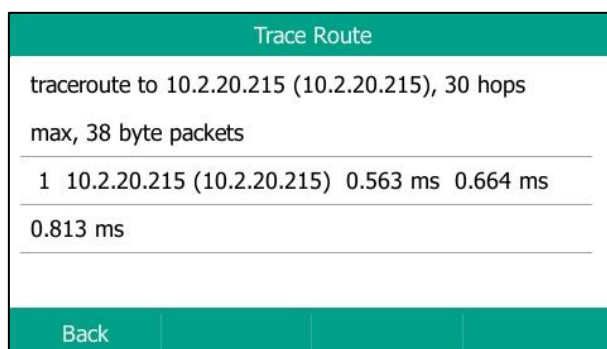 Trace Route
traceroute to 10.2.20.215 (10.2.20.215), 30 hops
max, 38 byte packets
1 10.2.20.215 (10.2.20.215) 0.563 ms 0.664 ms
0.813 ms
Back